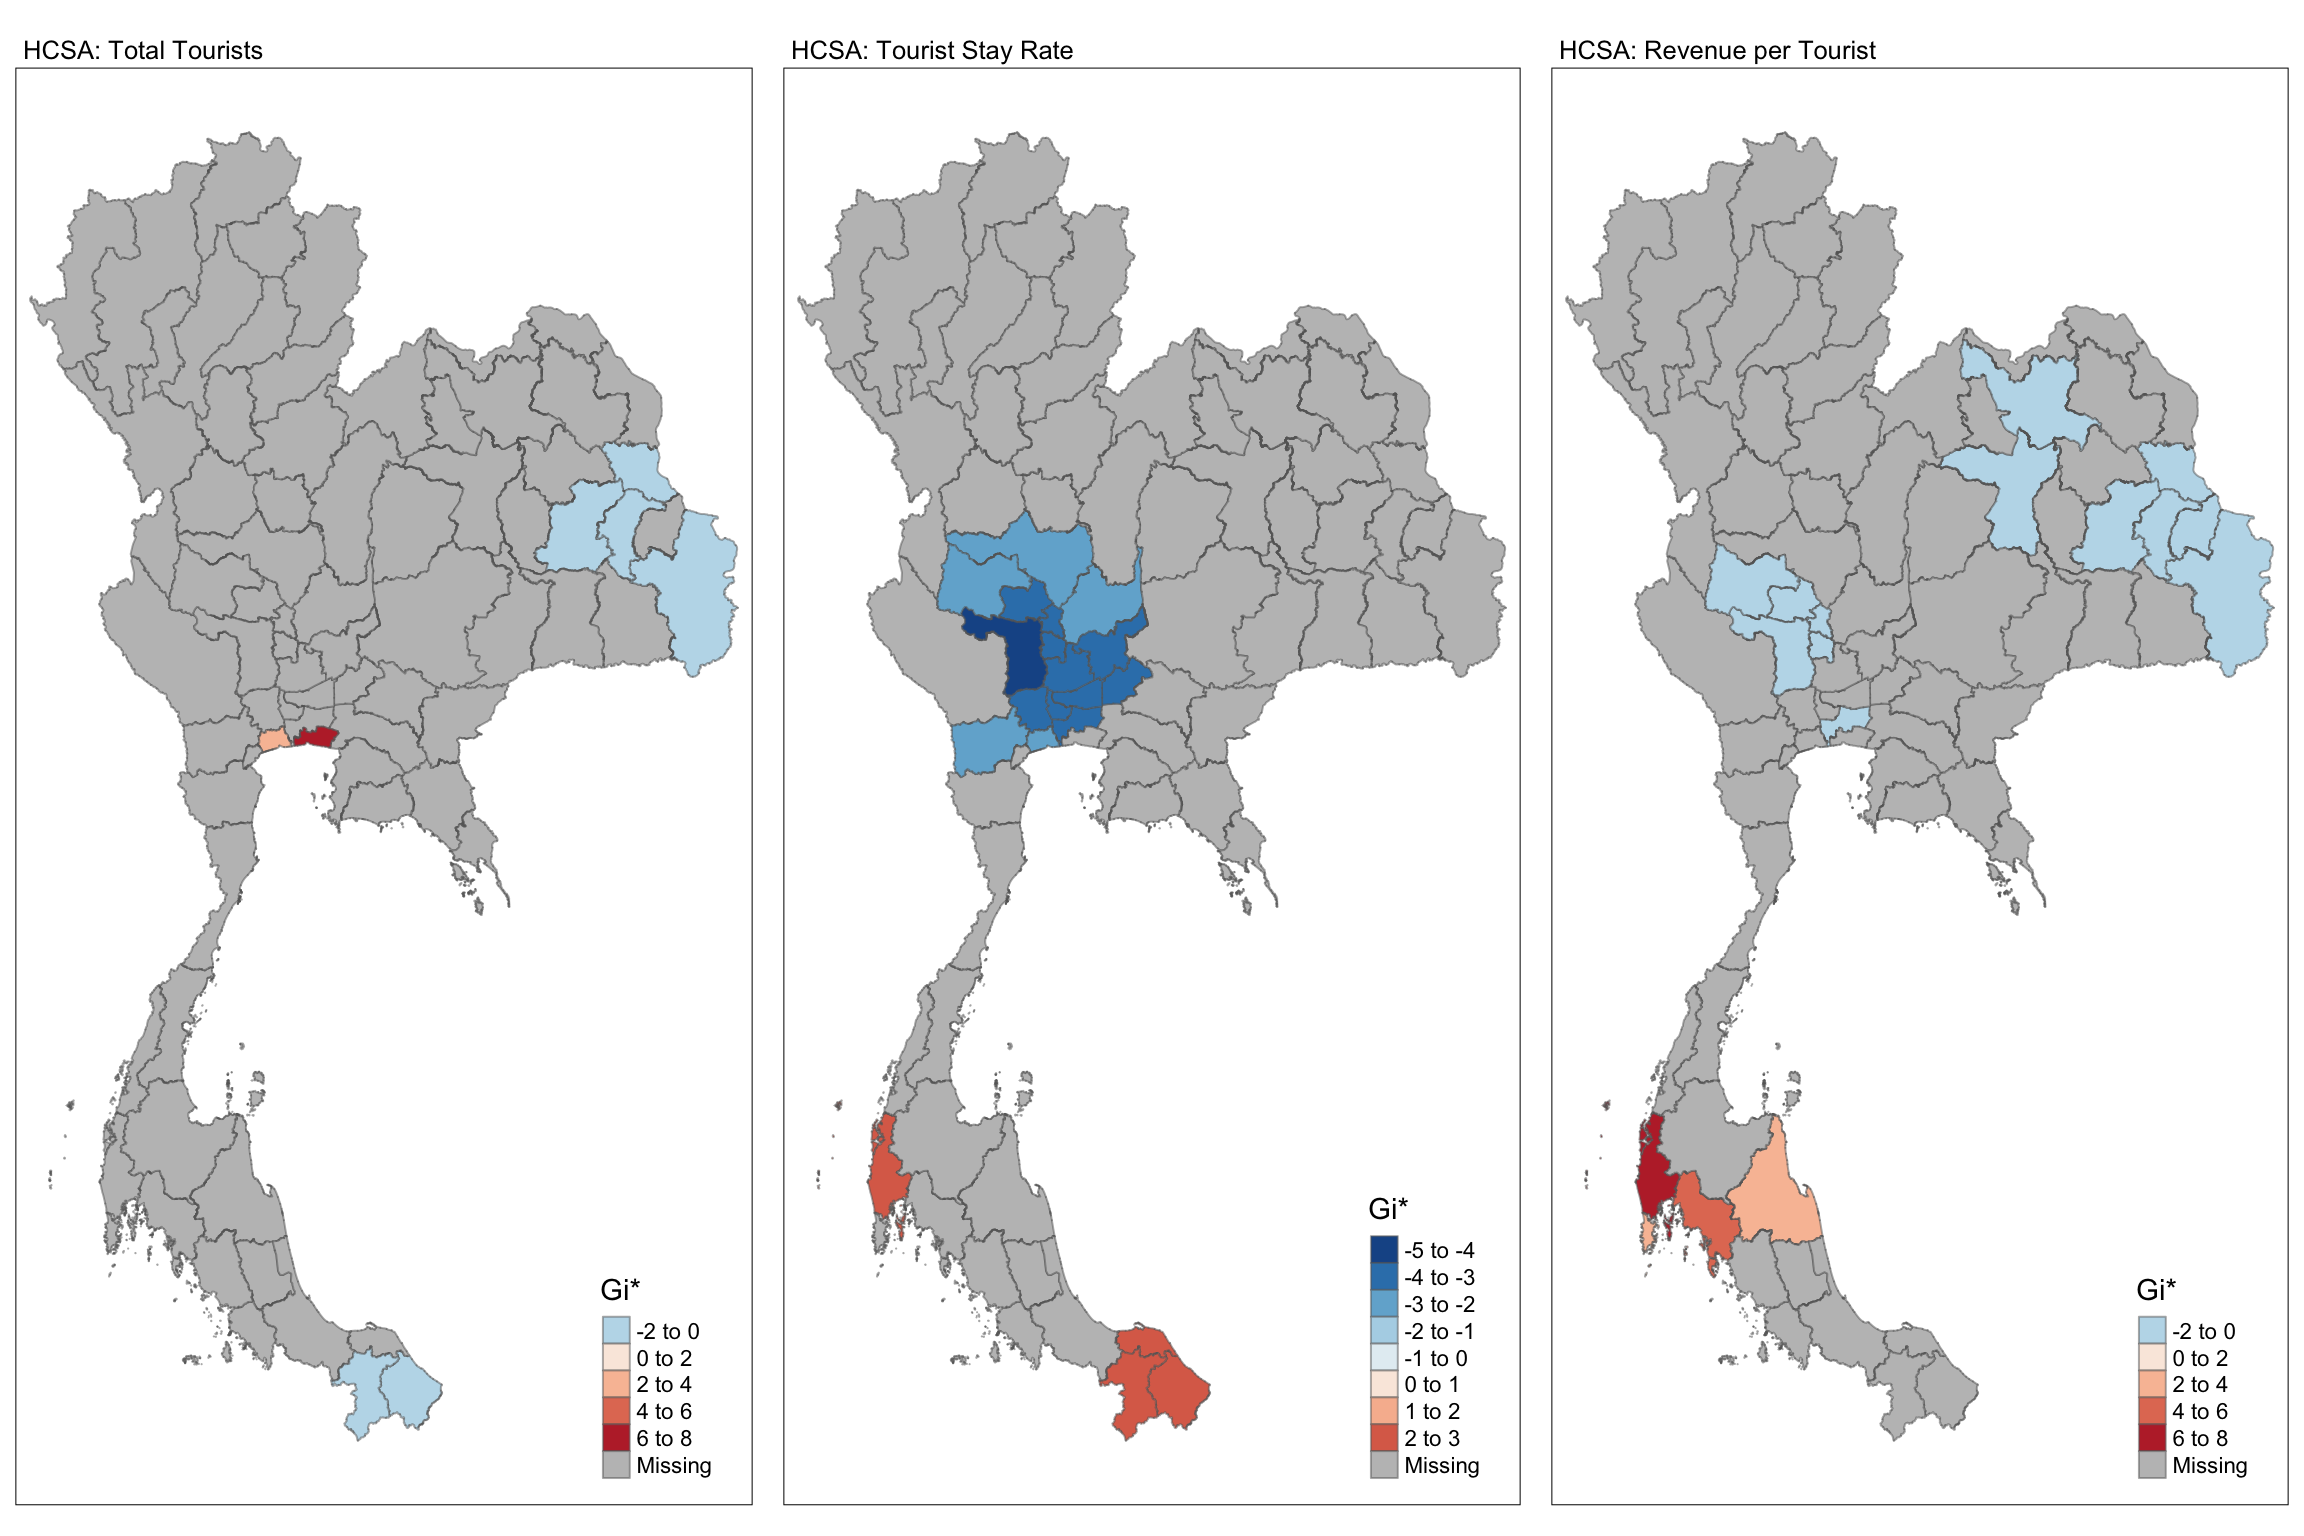 HCSA: Total Tourists
Gi*
-2 to 0
0 to 2
2 to 4
4 to 6
6 to 8
Missing
HCSA: Tourist Stay Rate
Gi*
-5 to -4
-4 to -3
-3 to -2
-2 to -1
-1 to 0
0 to 1
1 to 2
2 to 3
Missing
HCSA: Revenue per Tourist
Gi*
-2 to 0
0 to 2
2 to 4
4 to 6
6 to 8
Missing